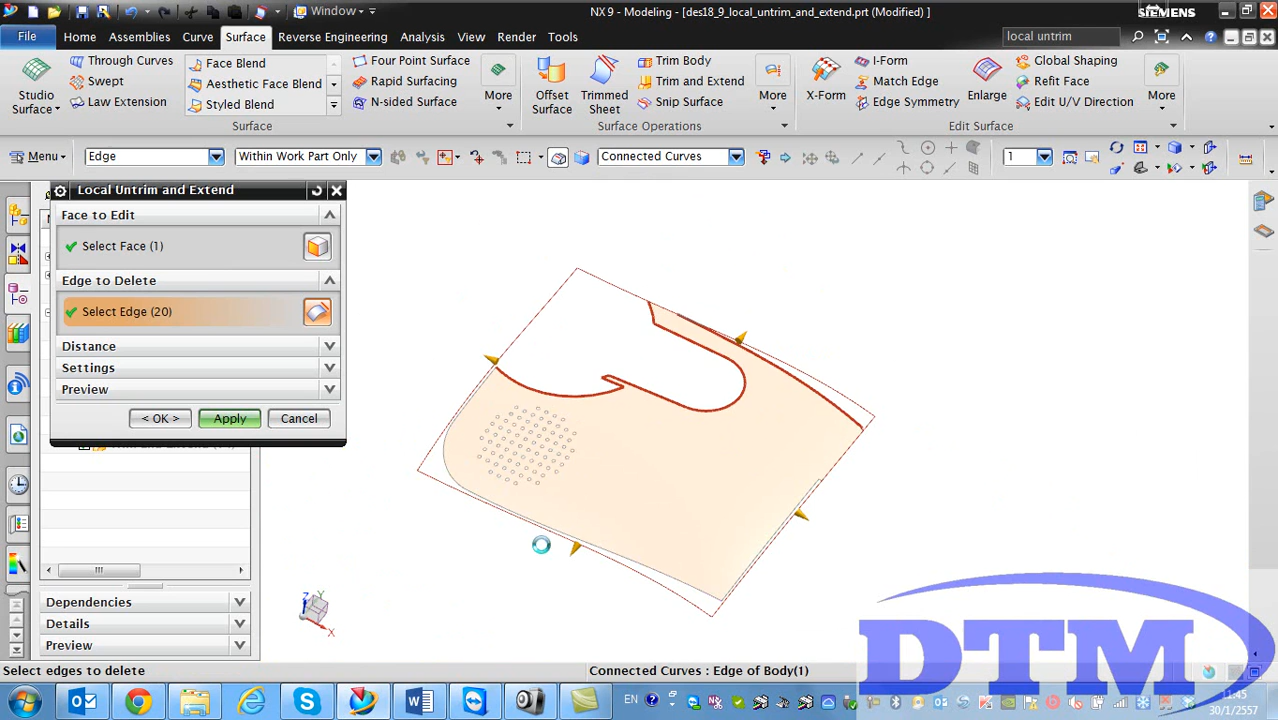 Window
NX 9 - Modeling - [des18_9_local_untrim_and_extend.prt (Modified) ]
SIEMENS
File Home Assemblies Curve Surface Reverse Engineering Analysis View Render Tools
local untrim
Studio Surface
Through Curves
Swept
Law Extension
Face Blend
Aesthetic Face Blend
Styled Blend
Four Point Surface
Rapid Surfacing
N-sided Surface
More
Surface
Offset Surface
Trimmed Sheet
Trim Body
Trim and Extend
Snip Surface
More
Surface Operations
X-Form
I-Form
Match Edge
Edge Symmetry
Enlarge
Global Shaping
Refit Face
Edit U/V Direction
More
Edit Surface
Menu
Edge
Within Work Part Only
Connected Curves
1
Local Untrim and Extend
Face to Edit
Select Face (1)
Edge to Delete
Select Edge (20)
Distance
Settings
Preview
< OK >
Apply
Cancel
Dependencies
Details
Preview
Z
Y
X
DTM
Select edges to delete
Connected Curves : Edge of Body(1)
EN
11:45
30/1/2557